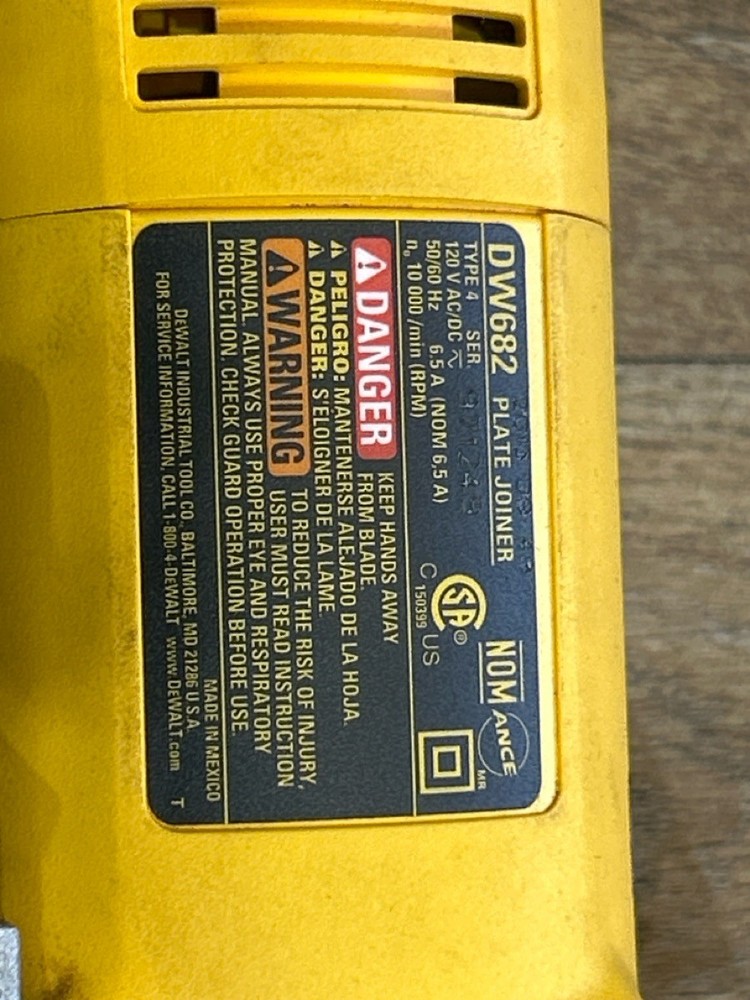 DW682 PLATE JOINER
TYPE 4 SER.
120 V AC/DC
50/60 Hz 6.5 A (NOM 6,5 A)
n₀ 10 000 /min (RPM)
NOM
ANCE
MR
SA®
C US
150399
DANGER KEEP HANDS AWAY
FROM BLADE.
PELIGRO: MANTENERSE ALEJADO DE LA HOJA.
DANGER: S'ELOIGNER DE LA LAME.
WARNING TO REDUCE THE RISK OF INJURY,
USER MUST READ INSTRUCTION
MANUAL. ALWAYS USE PROPER EYE AND RESPIRATORY
PROTECTION. CHECK GUARD OPERATION BEFORE USE.
MADE IN MEXICO
DEWALT INDUSTRIAL TOOL CO., BALTIMORE, MD 21286 U.S.A.
FOR SERVICE INFORMATION, CALL 1-800-4-DEWALT www.DEWALT.com T